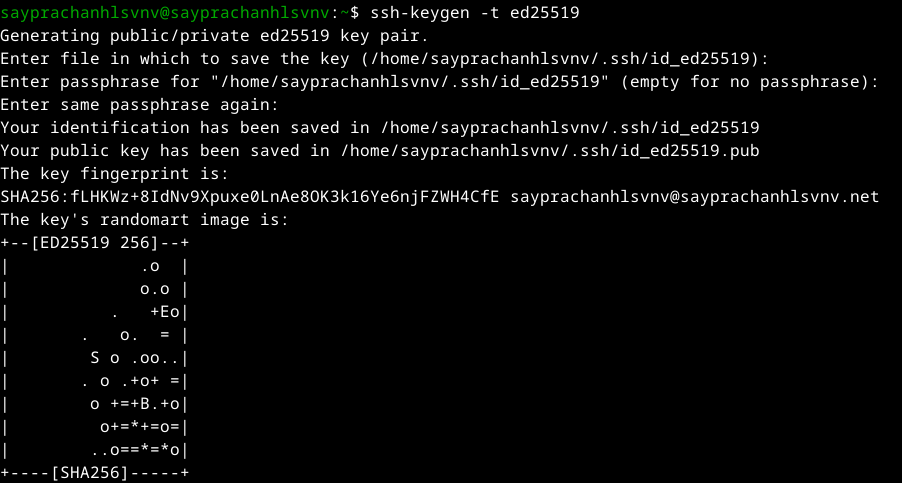 sayprachanhlsvnv@sayprachanhlsvnv:~$ ssh-keygen -t ed25519
Generating public/private ed25519 key pair.
Enter file in which to save the key (/home/sayprachanhlsvnv/.ssh/id_ed25519):
Enter passphrase for "/home/sayprachanhlsvnv/.ssh/id_ed25519" (empty for no passphrase):
Enter same passphrase again:
Your identification has been saved in /home/sayprachanhlsvnv/.ssh/id_ed25519
Your public key has been saved in /home/sayprachanhlsvnv/.ssh/id_ed25519.pub
The key fingerprint is:
SHA256:fLHKWz+8IdNv9Xpuxe0LnAe8OK3k16Ye6njFZWH4CfE sayprachanhlsvnv@sayprachanhlsvnv.net
The key's randomart image is:
+--[ED25519 256]--+
|             .o  |
|             o.o |
|          .   +Eo|
|       .   o.  = |
|        S o .oo..|
|       . o .+o+ =|
|        o +=+B.+o|
|         o+=*+=o=|
|        ..o==*=*o|
+----[SHA256]-----+